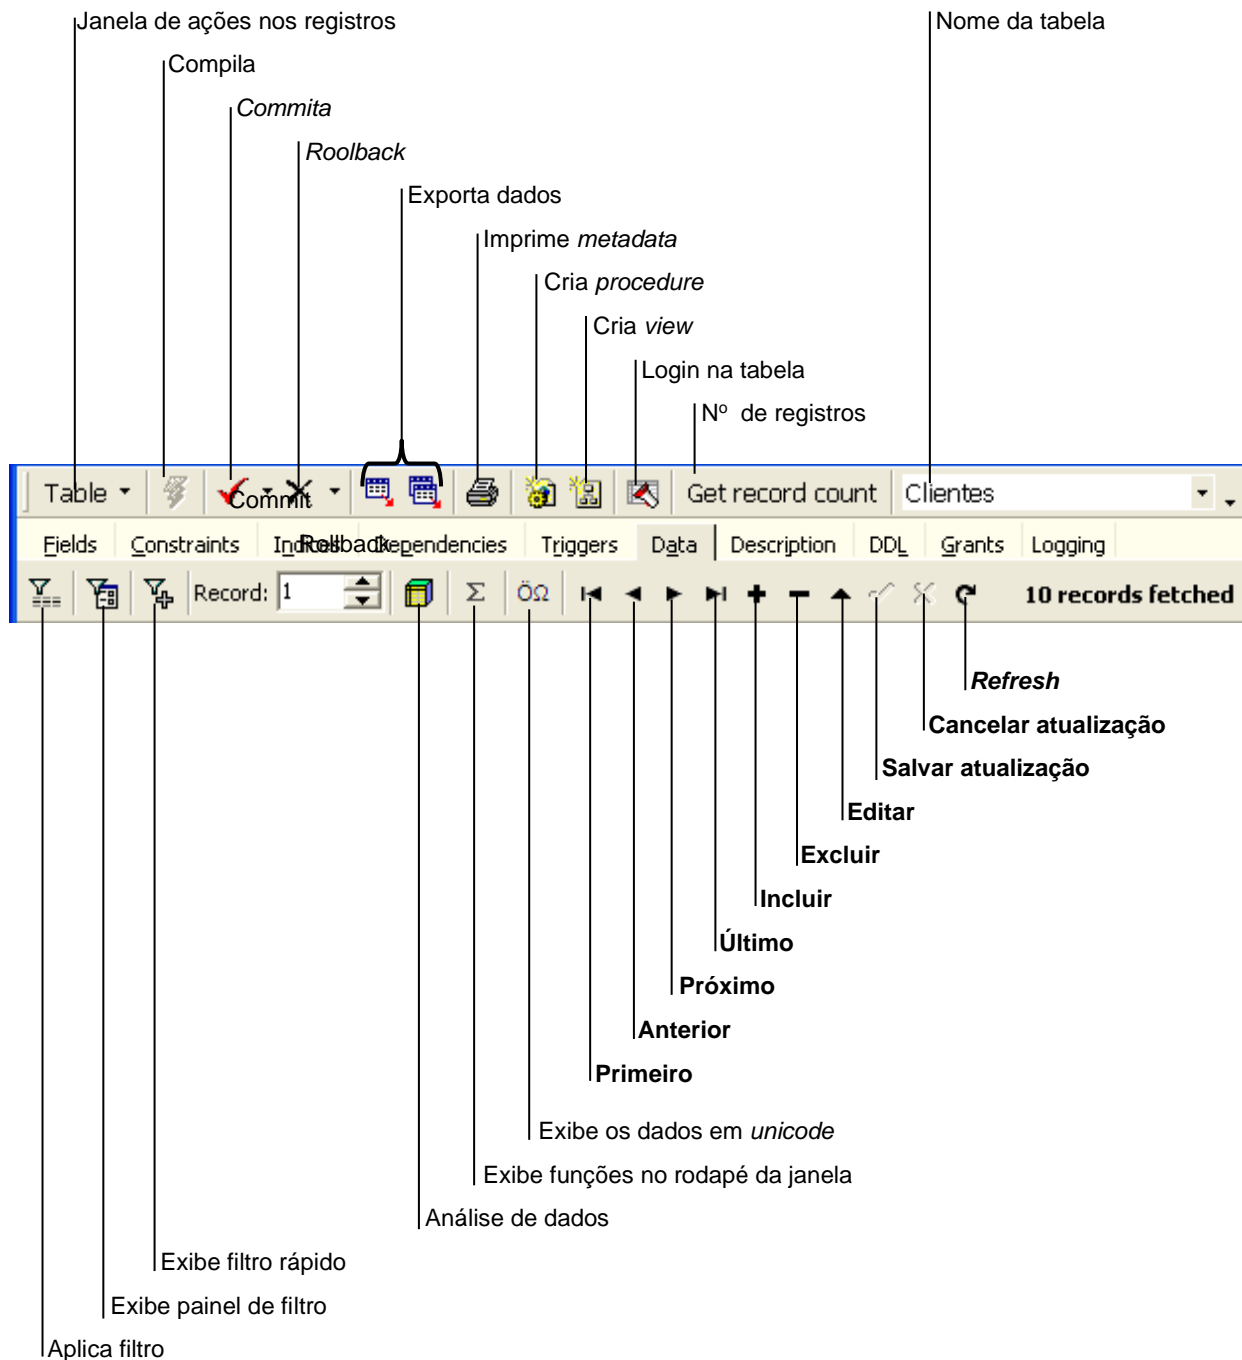 Janela de ações nos registros
Nome da tabela
Compila
Commita
Roolback
Exporta dados
Imprime metadata
Cria procedure
Cria view
Login na tabela
Nº de registros
Table
Commit
Get record count
Clientes
Fields Constraints Indices Dependencies Triggers Data Description DDL Grants Logging
Rollback
Record: 1
Σ
ÖΩ
10 records fetched
Refresh
Cancelar atualização
Salvar atualização
Editar
Excluir
Incluir
Último
Próximo
Anterior
Primeiro
Exibe os dados em unicode
Exibe funções no rodapé da janela
Análise de dados
Exibe filtro rápido
Exibe painel de filtro
Aplica filtro